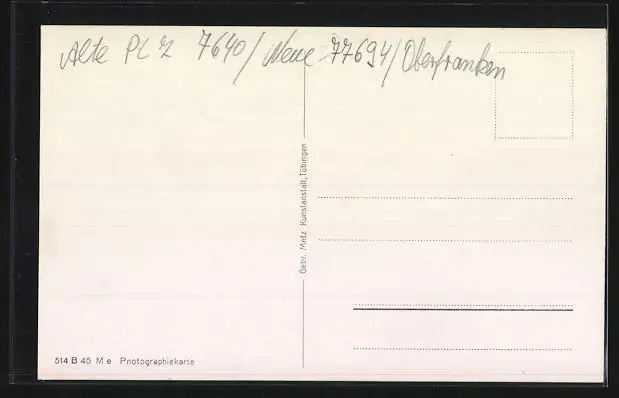 Alte PLZ 7640/ Neue 77694/ Oberfranken
Gebr. Metz Kunstanstalt, Tübingen
514 B 45 M e Photographiekarte